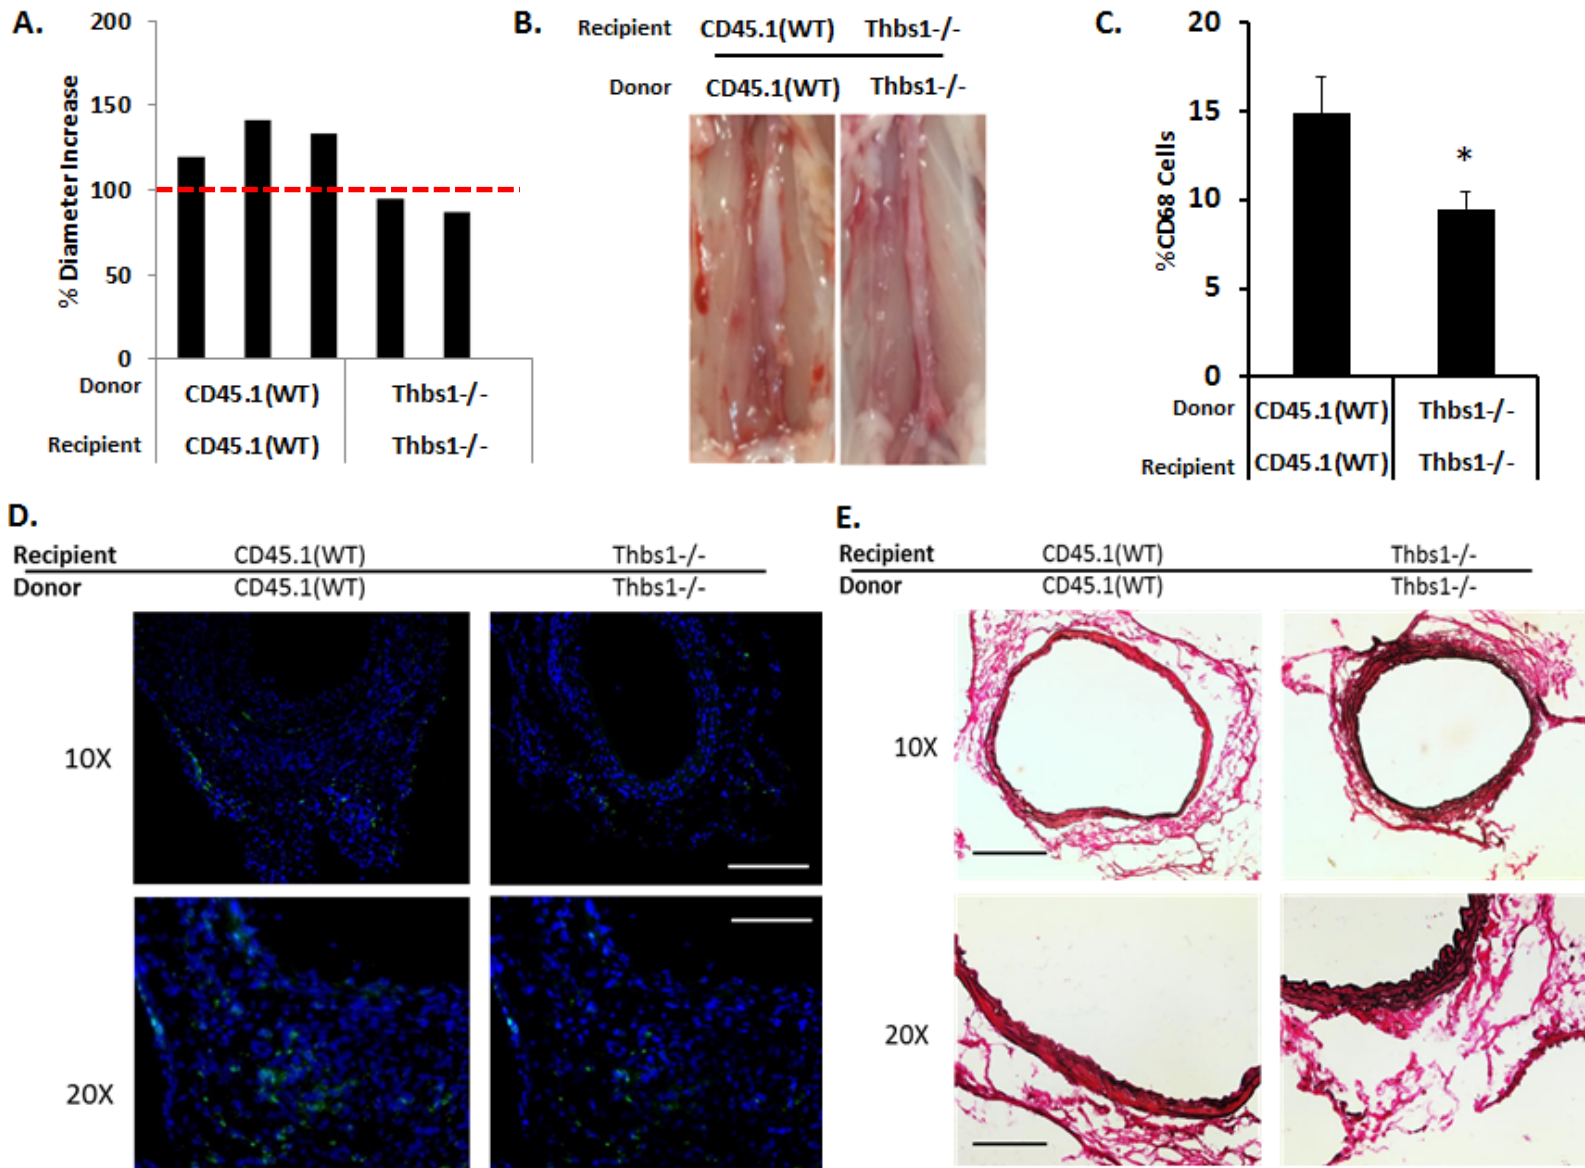 A.
200
150
100
50
0
% Diameter Increase
Donor CD45.1(WT) Thbs1-/-
Recipient CD45.1(WT) Thbs1-/-
B.
Recipient CD45.1(WT) Thbs1-/-
Donor CD45.1(WT) Thbs1-/-
C.
20
15
10
5
0
%CD68 Cells
*
Donor CD45.1(WT) Thbs1-/-
Recipient CD45.1(WT) Thbs1-/-
D.
Recipient CD45.1(WT) Thbs1-/-
Donor CD45.1(WT) Thbs1-/-
10X
20X
E.
Recipient CD45.1(WT) Thbs1-/-
Donor CD45.1(WT) Thbs1-/-
10X
20X